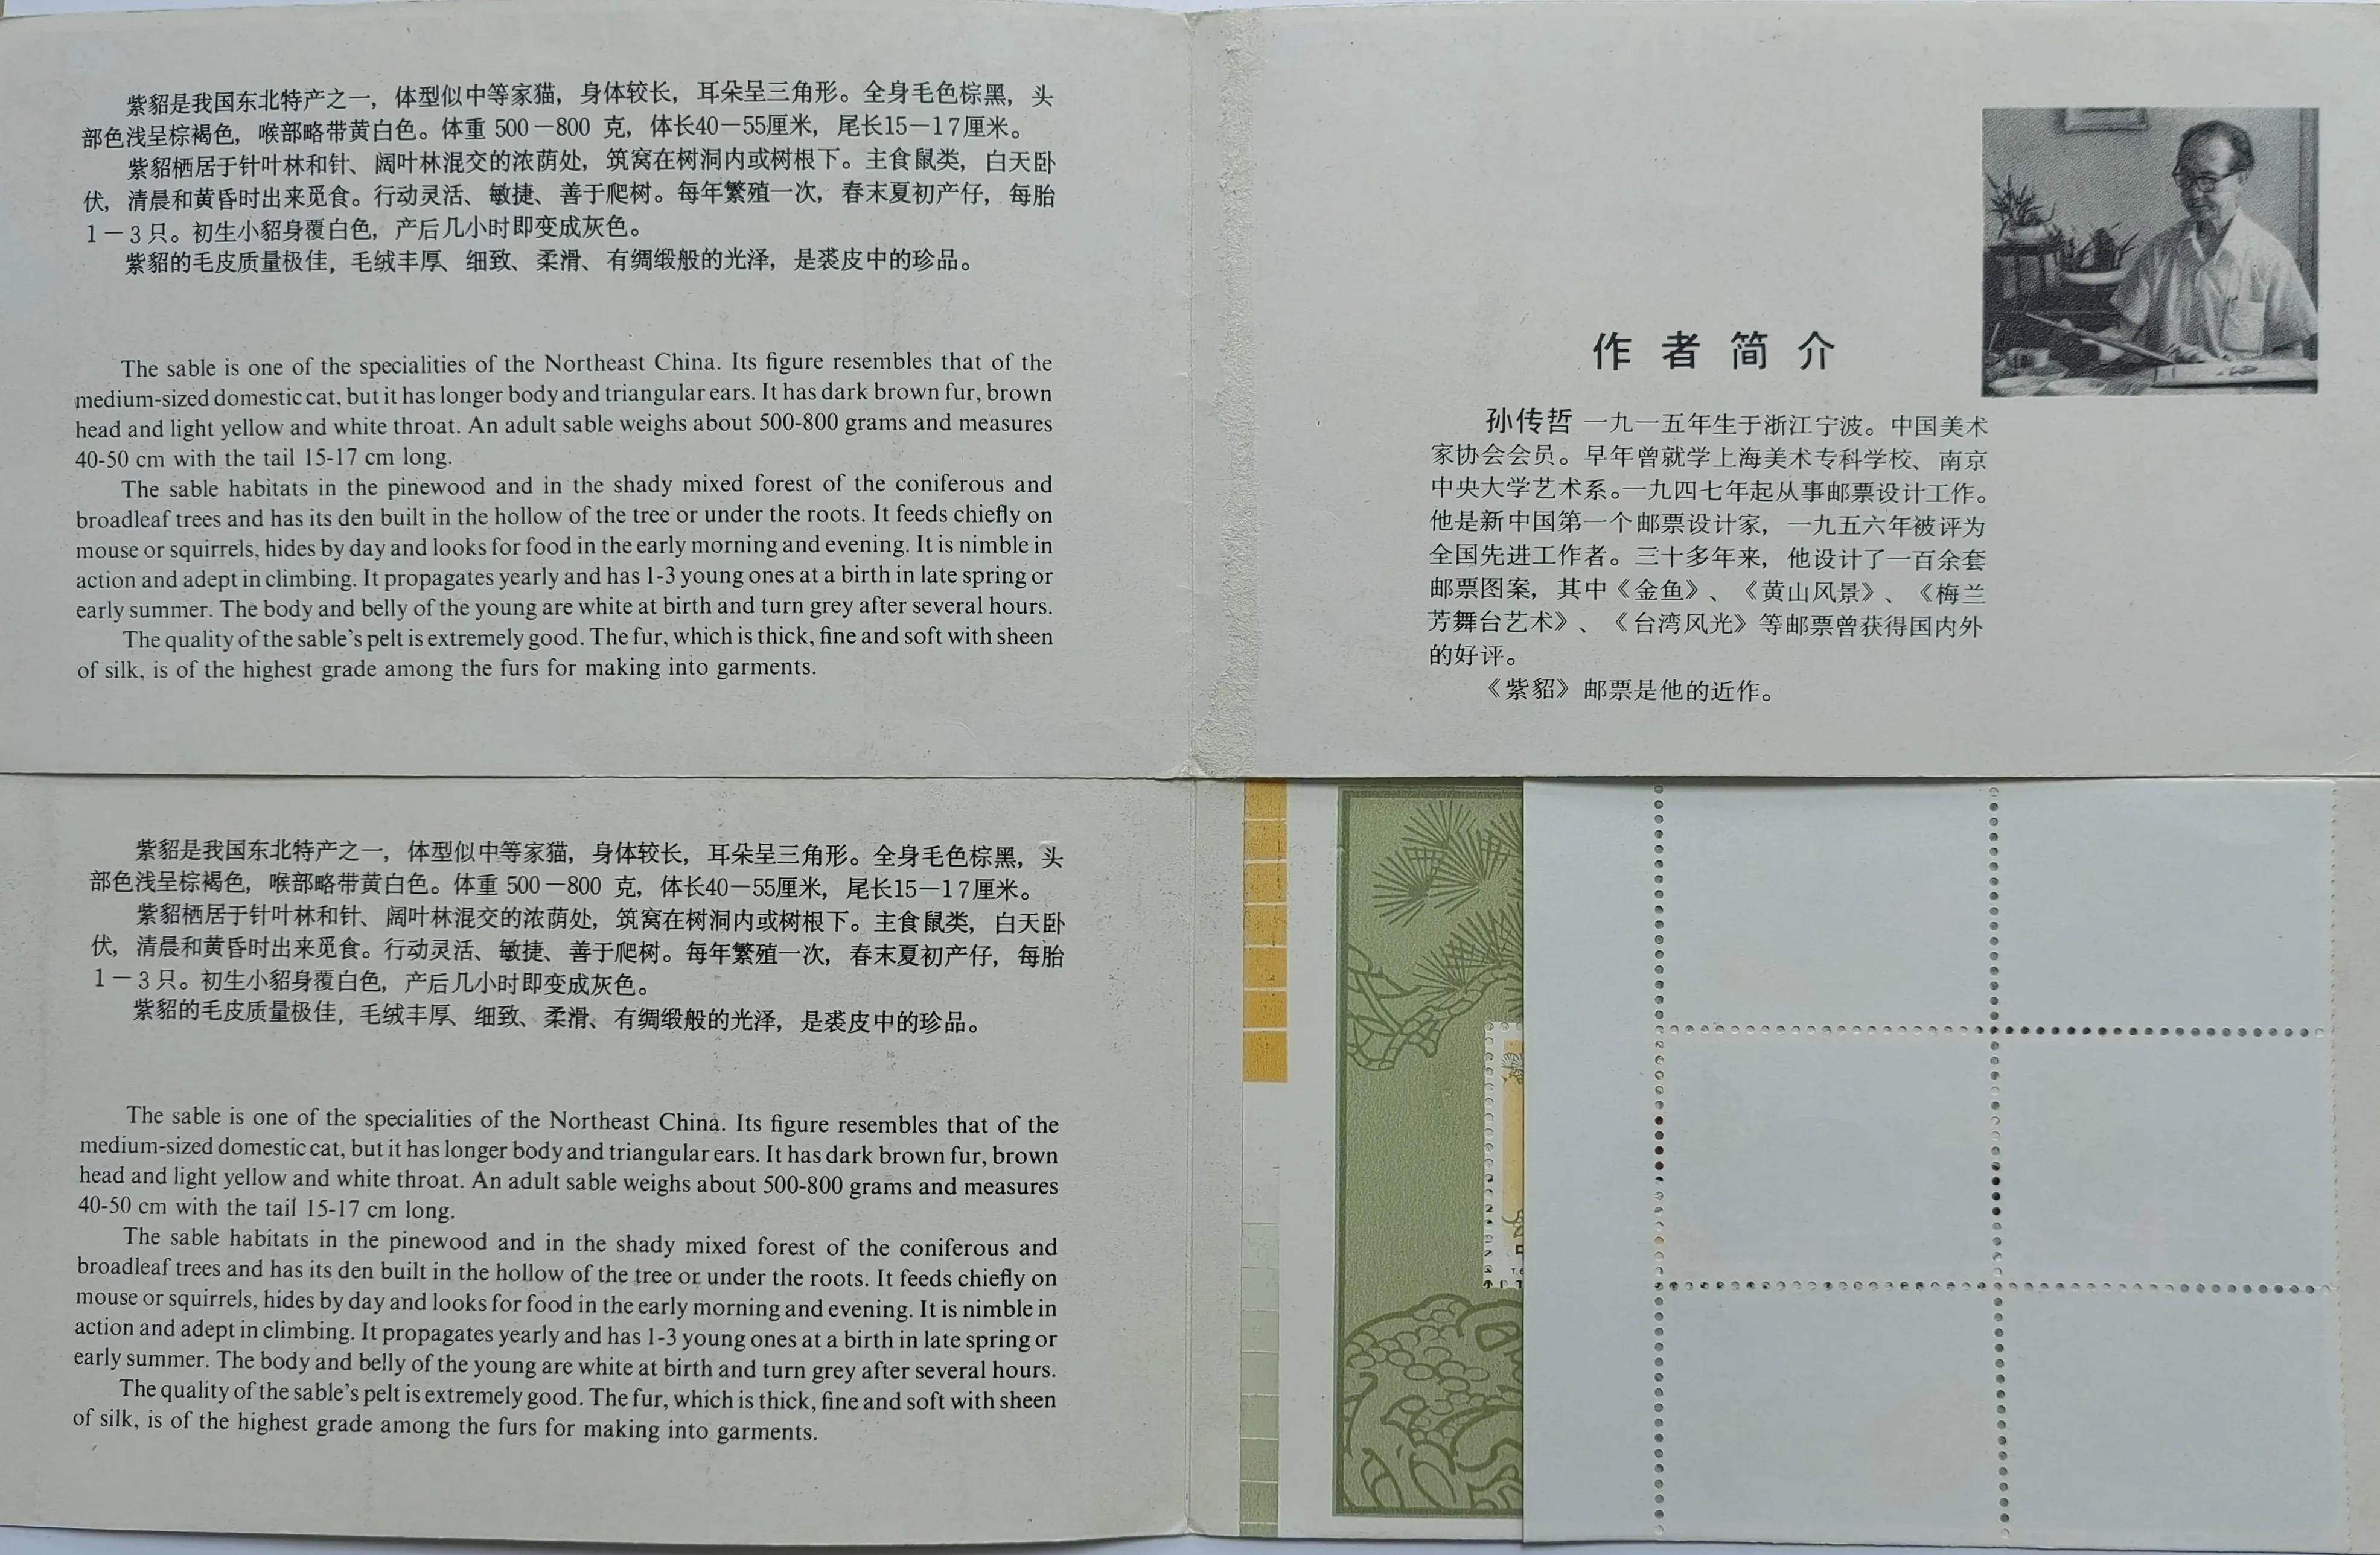 紫貂是我国东北特产之一，体型似中等家猫，身体较长，耳朵呈三角形。全身毛色棕黑，头
部色浅呈棕褐色，喉部略带黄白色。体重 500－800 克，体长40－55厘米，尾长15－17厘米。
紫貂栖居于针叶林和针、阔叶林混交的浓荫处，筑窝在树洞内或树根下。主食鼠类，白天卧
伏，清晨和黄昏时出来觅食。行动灵活、敏捷、善于爬树。每年繁殖一次，春末夏初产仔，每胎
1－3只。初生小貂身覆白色，产后几小时即变成灰色。
紫貂的毛皮质量极佳，毛绒丰厚、细致、柔滑、有绸缎般的光泽，是裘皮中的珍品。
The sable is one of the specialities of the Northeast China. Its figure resembles that of the
medium-sized domestic cat, but it has longer body and triangular ears. It has dark brown fur, brown
head and light yellow and white throat. An adult sable weighs about 500-800 grams and measures
40-50 cm with the tail 15-17 cm long.
The sable habitats in the pinewood and in the shady mixed forest of the coniferous and
broadleaf trees and has its den built in the hollow of the tree or under the roots. It feeds chiefly on
mouse or squirrels, hides by day and looks for food in the early morning and evening. It is nimble in
action and adept in climbing. It propagates yearly and has 1-3 young ones at a birth in late spring or
early summer. The body and belly of the young are white at birth and turn grey after several hours.
The quality of the sable's pelt is extremely good. The fur, which is thick, fine and soft with sheen
of silk, is of the highest grade among the furs for making into garments.
作者简介
孙传哲 一九一五年生于浙江宁波。中国美术
家协会会员。早年曾就学上海美术专科学校、南京
中央大学艺术系。一九四七年起从事邮票设计工作。
他是新中国第一个邮票设计家，一九五六年被评为
全国先进工作者。三十多年来，他设计了一百余套
邮票图案，其中《金鱼》、《黄山风景》、《梅兰
芳舞台艺术》、《台湾风光》等邮票曾获得国内外
的好评。
《紫貂》邮票是他的近作。
紫貂是我国东北特产之一，体型似中等家猫，身体较长，耳朵呈三角形。全身毛色棕黑，头
部色浅呈棕褐色，喉部略带黄白色。体重 500－800 克，体长40－55厘米，尾长15－17厘米。
紫貂栖居于针叶林和针、阔叶林混交的浓荫处，筑窝在树洞内或树根下。主食鼠类，白天卧
伏，清晨和黄昏时出来觅食。行动灵活、敏捷、善于爬树。每年繁殖一次，春末夏初产仔，每胎
1－3只。初生小貂身覆白色，产后几小时即变成灰色。
紫貂的毛皮质量极佳，毛绒丰厚、细致、柔滑、有绸缎般的光泽，是裘皮中的珍品。
The sable is one of the specialities of the Northeast China. Its figure resembles that of the
medium-sized domestic cat, but it has longer body and triangular ears. It has dark brown fur, brown
head and light yellow and white throat. An adult sable weighs about 500-800 grams and measures
40-50 cm with the tail 15-17 cm long.
The sable habitats in the pinewood and in the shady mixed forest of the coniferous and
broadleaf trees and has its den built in the hollow of the tree or under the roots. It feeds chiefly on
mouse or squirrels, hides by day and looks for food in the early morning and evening. It is nimble in
action and adept in climbing. It propagates yearly and has 1-3 young ones at a birth in late spring or
early summer. The body and belly of the young are white at birth and turn grey after several hours.
The quality of the sable's pelt is extremely good. The fur, which is thick, fine and soft with sheen
of silk, is of the highest grade among the furs for making into garments.